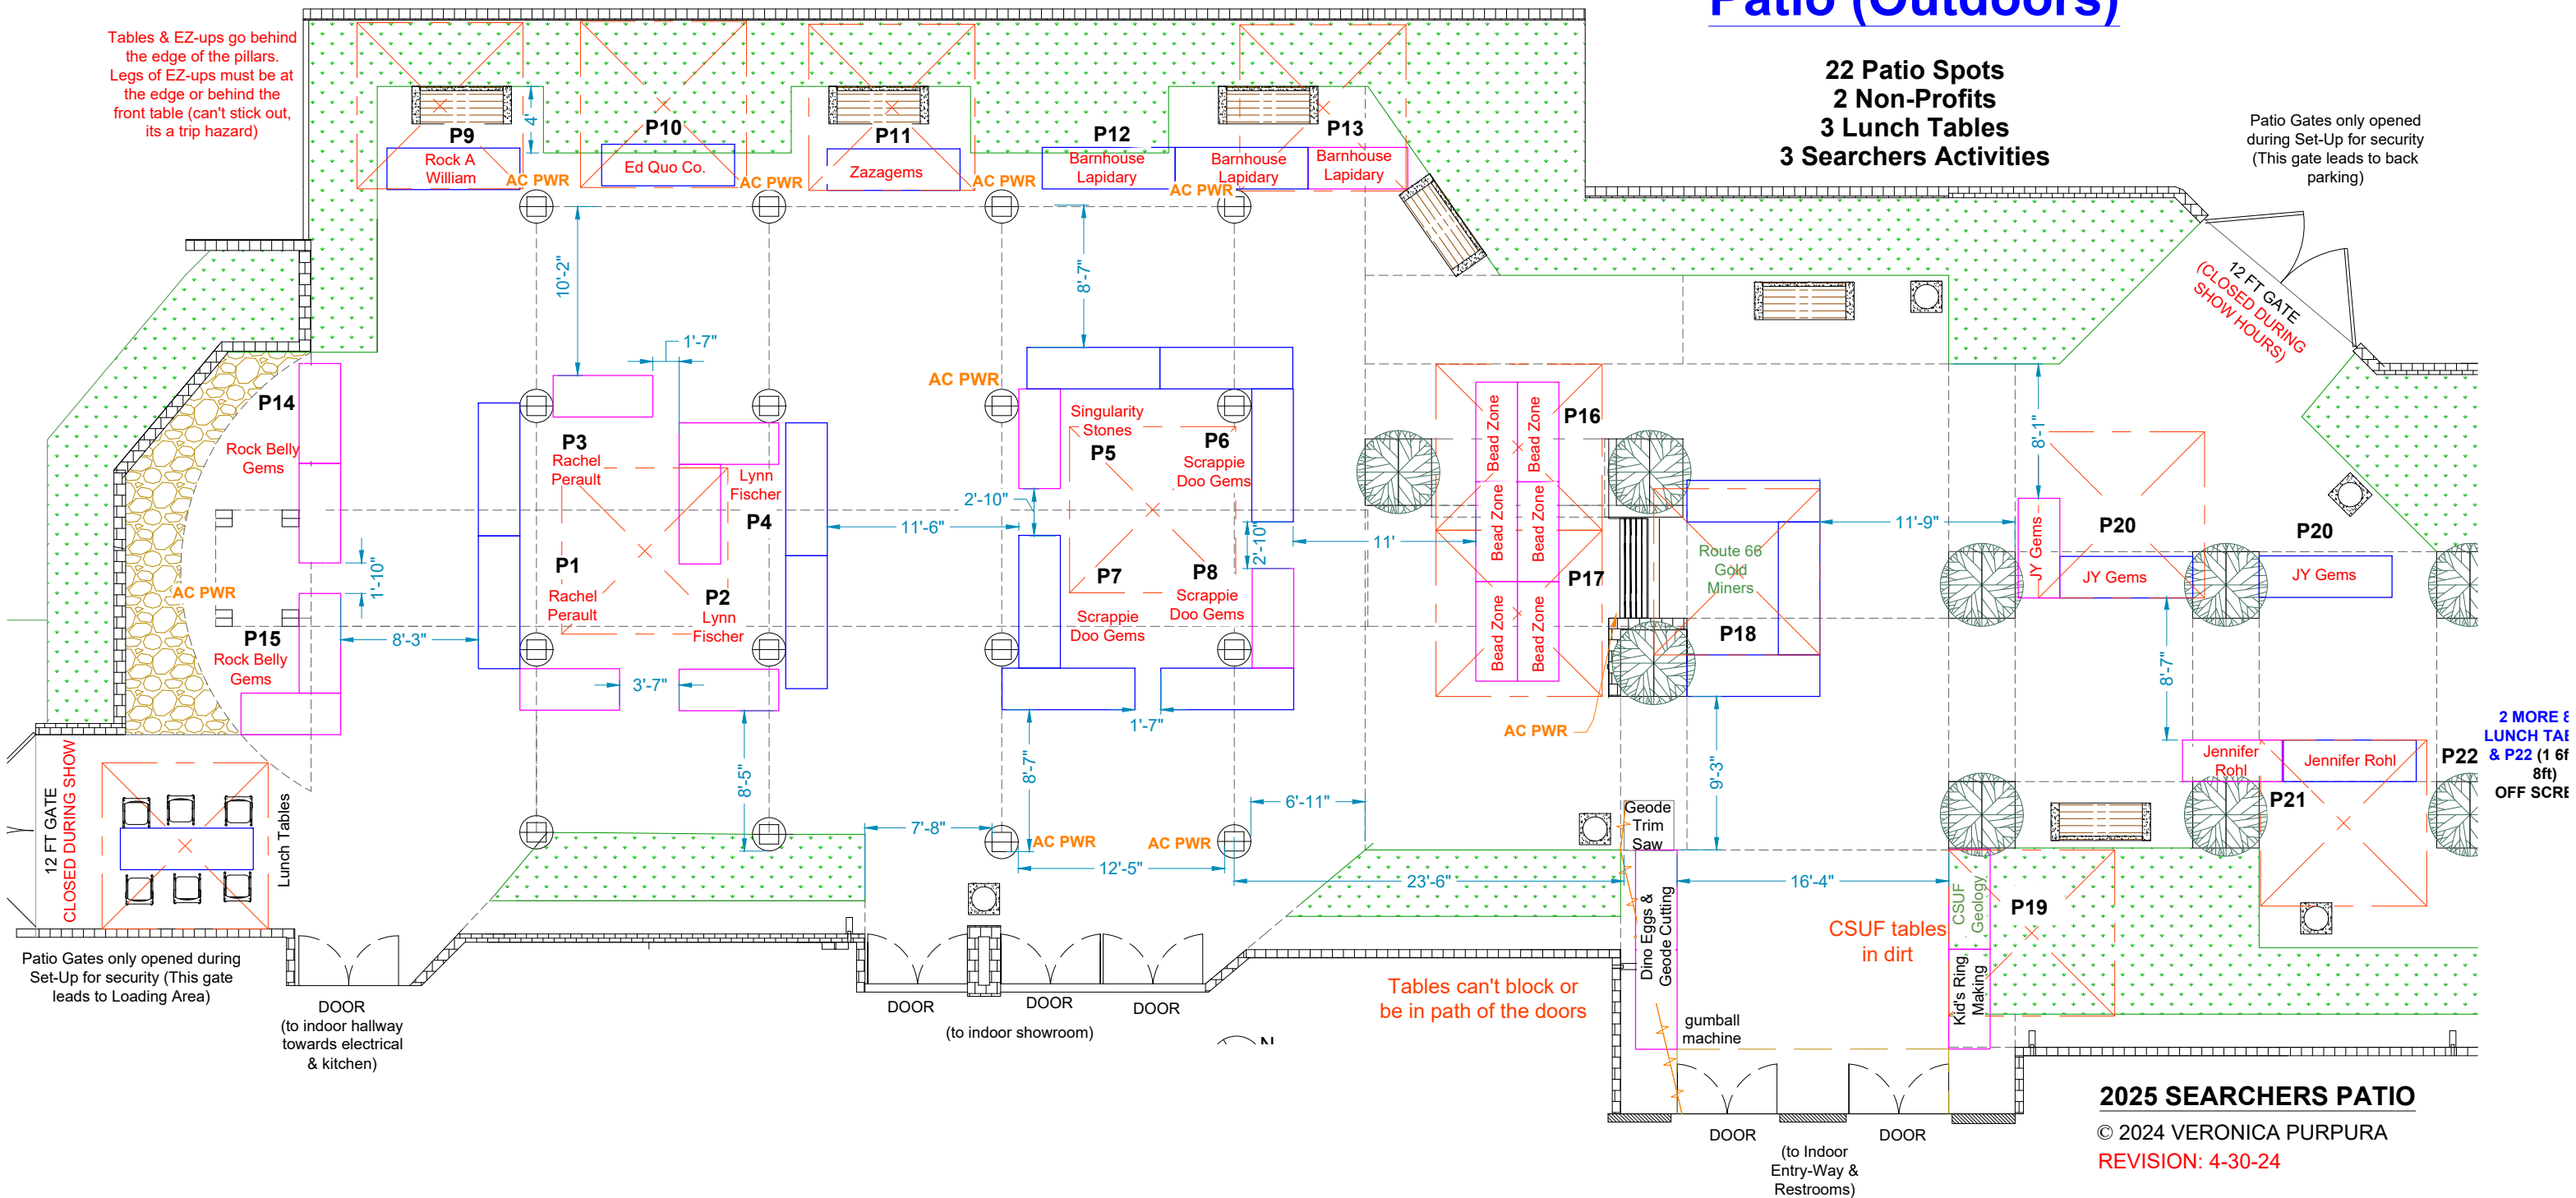 Patio (Outdoors)
22 Patio Spots
2 Non-Profits
3 Lunch Tables
3 Searchers Activities
Tables & EZ-ups go behind
the edge of the pillars.
Legs of EZ-ups must be at
the edge or behind the
front table (can't stick out,
its a trip hazard)
Patio Gates only opened
during Set-Up for security
(This gate leads to back
parking)
P9
Rock A
William
AC PWR
4'
P10
Ed Quo Co.
AC PWR
P11
Zazagems
AC PWR
P12
Barnhouse
Lapidary
Barnhouse
Lapidary
AC PWR
P13
Barnhouse
Lapidary
12 FT GATE
(CLOSED DURING
SHOW HOURS)
10'-2"
8'-7"
1'-7"
AC PWR
P14
Rock Belly
Gems
1'-10"
AC PWR
P15
Rock Belly
Gems
8'-3"
P3
Rachel
Perault
Lynn
Fischer
P4
P1
Rachel
Perault
P2
Lynn
Fischer
3'-7"
11'-6"
Singularity
Stones
P5
P6
Scrappie
Doo Gems
2'-10"
2'-10"
P7
Scrappie
Doo Gems
P8
Scrappie
Doo Gems
1'-7"
11'
Bead Zone
Bead Zone
P16
Bead Zone
Bead Zone
P17
Bead Zone
Bead Zone
AC PWR
Route 66
Gold
Miners
P18
11'-9"
8'-1"
JY Gems
P20
JY Gems
P20
JY Gems
8'-7"
Jennifer
Rohl
Jennifer Rohl
P21
P22
2 MORE 8
LUNCH TAB
& P22 (1 6f
8ft)
OFF SCRE
12 FT GATE
CLOSED DURING SHOW
Lunch Tables
8'-5"
8'-7"
7'-8"
AC PWR
AC PWR
12'-5"
6'-11"
23'-6"
9'-3"
Geode
Trim
Saw
Dino Eggs &
Geode Cutting
16'-4"
CSUF
Geology
P19
CSUF tables
in dirt
Kid's Ring
Making
Tables can't block or
be in path of the doors
gumball
machine
Patio Gates only opened during
Set-Up for security (This gate
leads to Loading Area)
DOOR
(to indoor hallway
towards electrical
& kitchen)
DOOR
DOOR
DOOR
(to indoor showroom)
N
DOOR
DOOR
(to Indoor
Entry-Way &
Restrooms)
2025 SEARCHERS PATIO
© 2024 VERONICA PURPURA
REVISION: 4-30-24